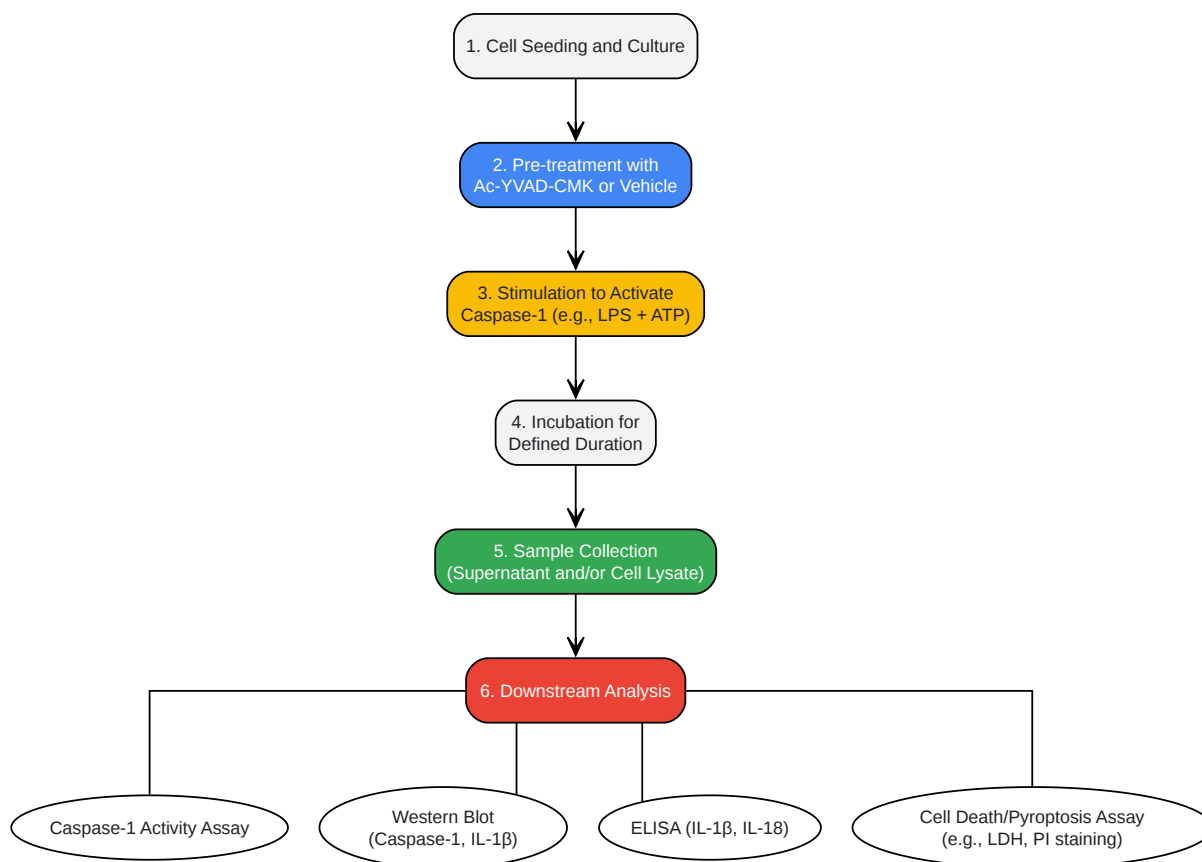 1. Cell Seeding and Culture
2. Pre-treatment with
Ac-YVAD-CMK or Vehicle
3. Stimulation to Activate
Caspase-1 (e.g., LPS + ATP)
4. Incubation for
Defined Duration
5. Sample Collection
(Supernatant and/or Cell Lysate)
6. Downstream Analysis
Caspase-1 Activity Assay
Western Blot
(Caspase-1, IL-1β)
ELISA (IL-1β, IL-18)
Cell Death/Pyroptosis Assay
(e.g., LDH, PI staining)